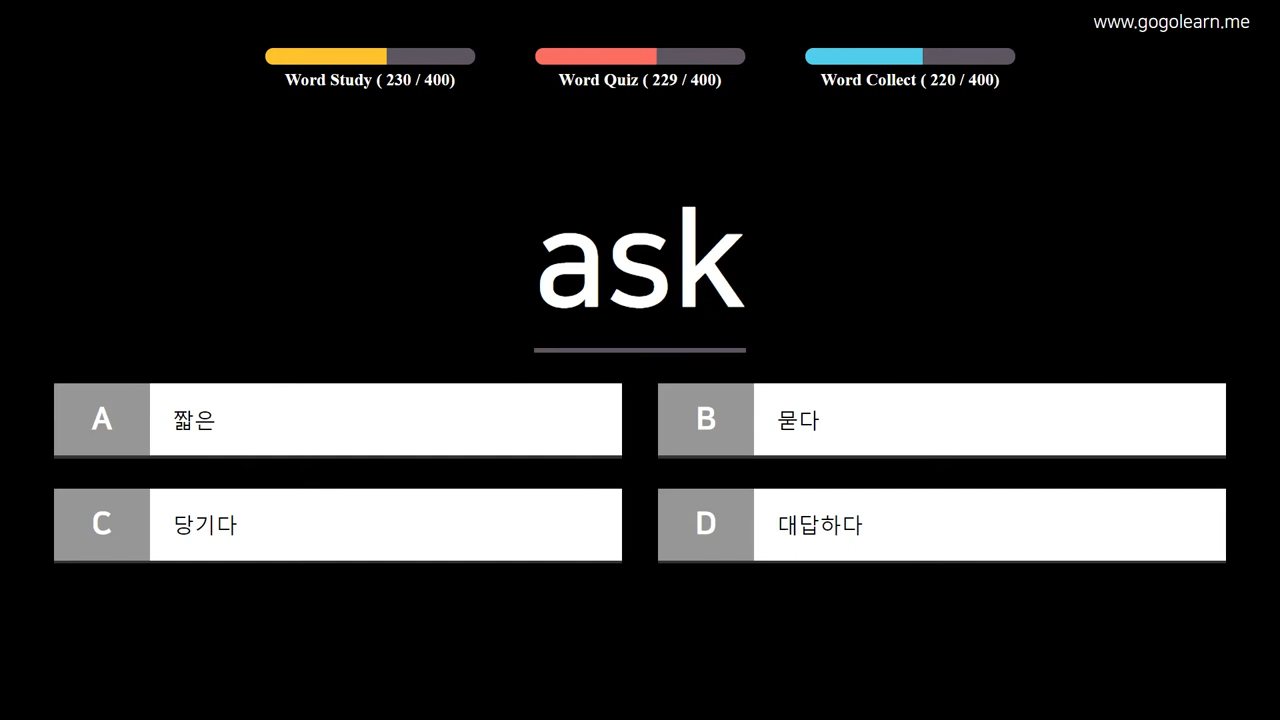 www.gogolearn.me
Word Study ( 230 / 400)
Word Quiz ( 229 / 400)
Word Collect ( 220 / 400)
ask
A 짧은
B 묻다
C 당기다
D 대답하다